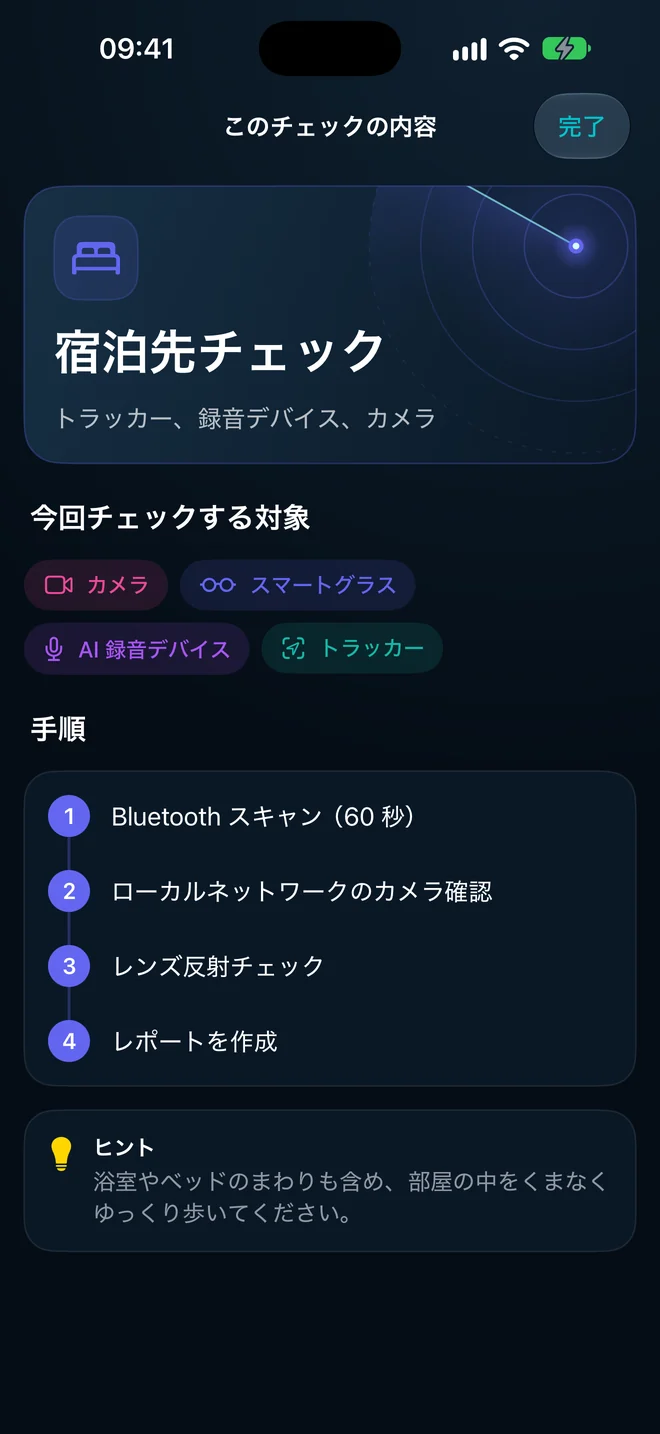 09:41
このチェックの内容
完了
宿泊先チェック
トラッカー、録音デバイス、カメラ
今回チェックする対象
カメラ
スマートグラス
AI 録音デバイス
トラッカー
手順
1 Bluetooth スキャン（60 秒）
2 ローカルネットワークのカメラ確認
3 レンズ反射チェック
4 レポートを作成
ヒント
浴室やベッドのまわりも含め、部屋の中をくまなく
ゆっくり歩いてください。